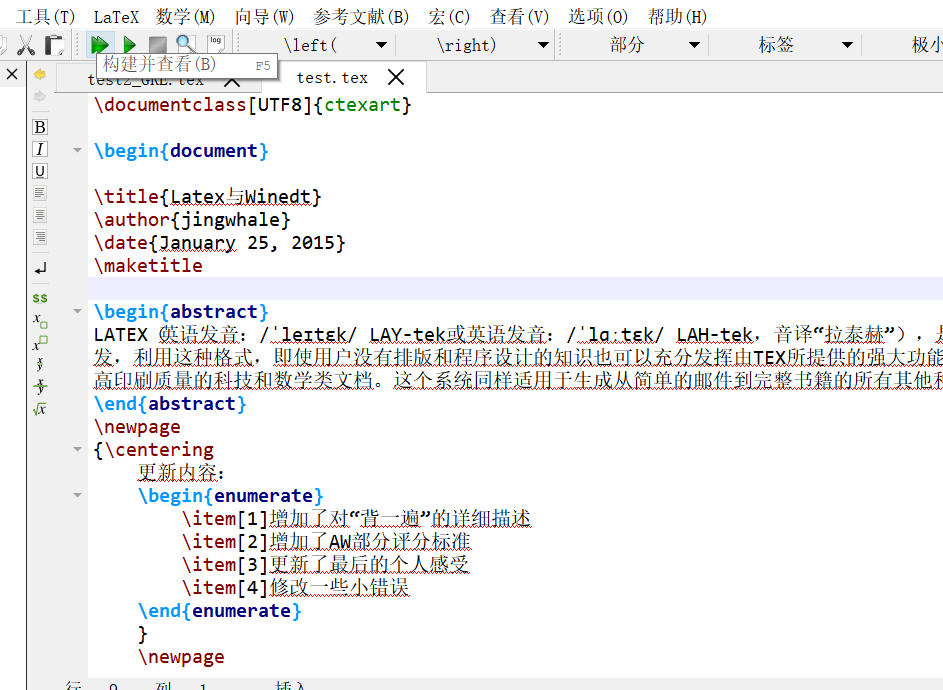 工具(T) LaTeX 数学(M) 向导(W) 参考文献(B) 宏(C) 查看(V) 选项(O) 帮助(H)
log \left( \right) 部分 标签 极小
构建并查看(B) F5
test2_GRE.tex test.tex
\documentclass[UTF8]{ctexart}
B
I
\begin{document}
U
\title{Latex与Winedt}
\author{jingwhale}
\date{January 25, 2015}
\maketitle
$$
\begin{abstract}
LATEX（英语发音：/ˈleɪtɛk/ LAY-tek或英语发音：/ˈlɑːtɛk/ LAH-tek，音译“拉泰赫”），是
发，利用这种格式，即使用户没有排版和程序设计的知识也可以充分发挥由TEX所提供的强大功能
高印刷质量的科技和数学类文档。这个系统同样适用于生成从简单的邮件到完整书籍的所有其他种
\end{abstract}
\newpage
{\centering
更新内容：
\begin{enumerate}
\item[1]增加了对“背一遍”的详细描述
\item[2]增加了AW部分评分标准
\item[3]更新了最后的个人感受
\item[4]修改一些小错误
\end{enumerate}
}
\newpage
行 9 列 1 插入